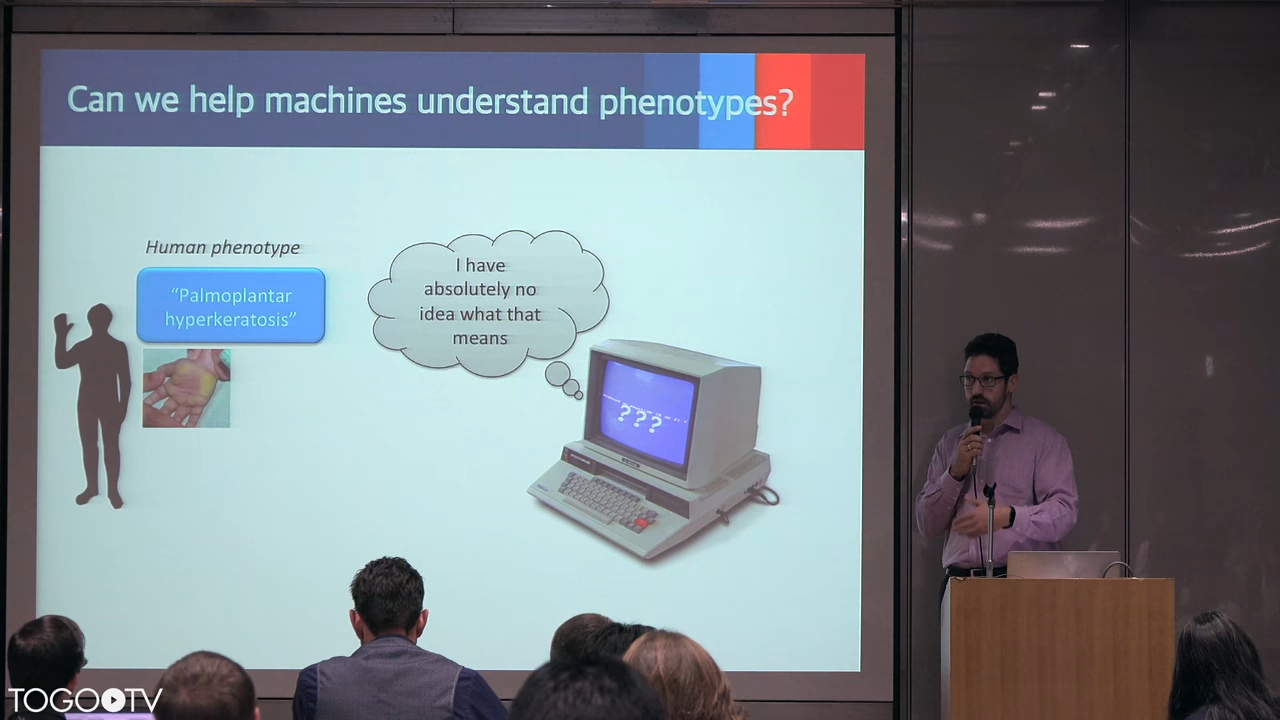 Can we help machines understand phenotypes?
Human phenotype
“Palmoplantar
hyperkeratosis”
I have
absolutely no
idea what that
means
???
TOGOTV